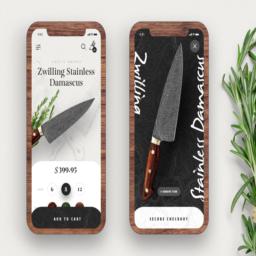 Zwilling Stainless
Damascus
$399.95
6
8
12
ADD TO CART
Zwilling
Stainless Damascus
SECURE CHECKOUT